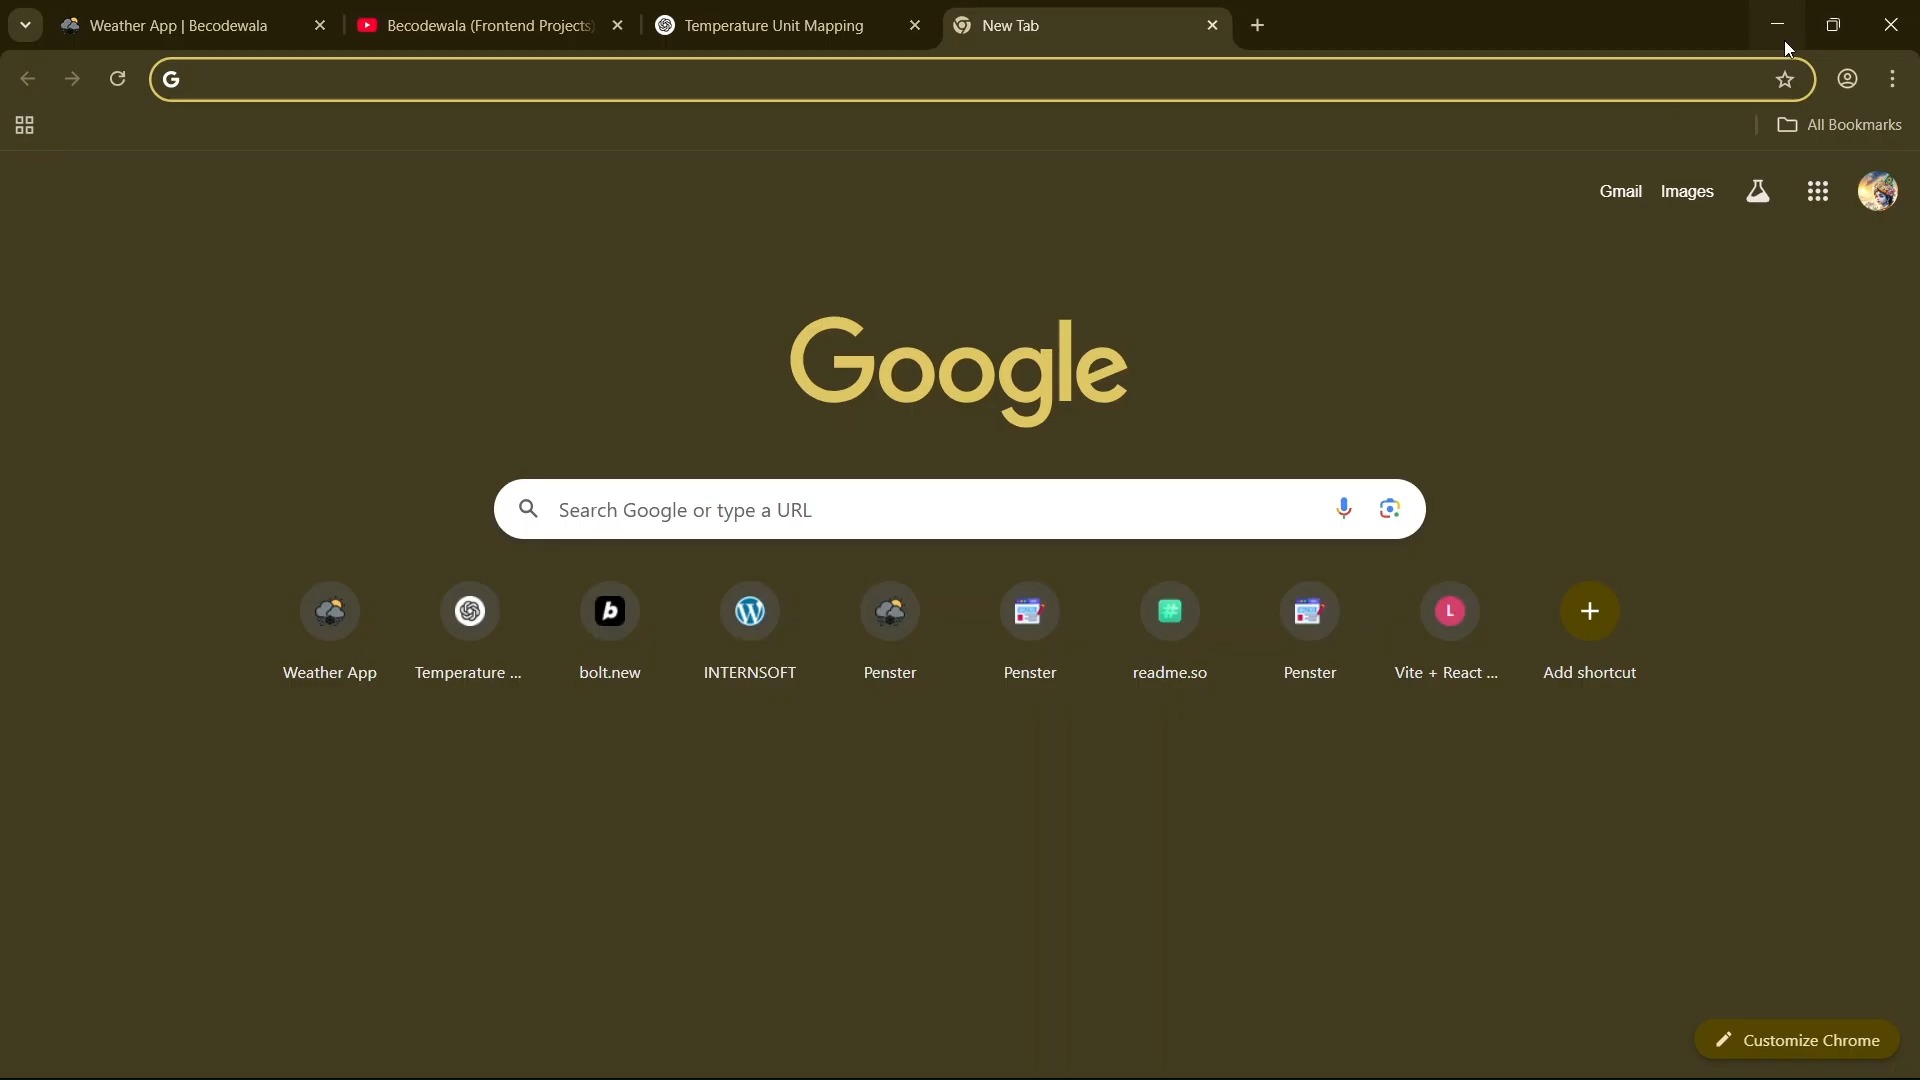 Weather App | Becodewala
Becodewala (Frontend Projects)
Temperature Unit Mapping
New Tab
G
All Bookmarks
Gmail Images
Google
Search Google or type a URL
Weather App
Temperature ...
b
bolt.new
INTERNSOFT
Penster
Penster
#
readme.so
Penster
L
Vite + React ...
Add shortcut
Customize Chrome